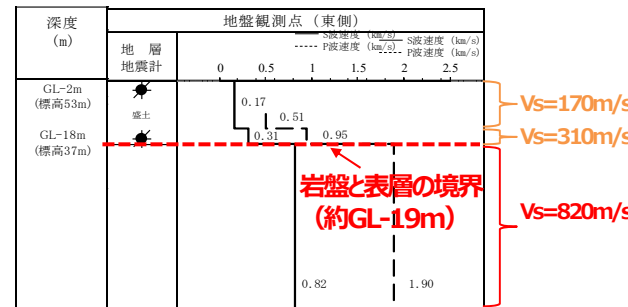 深度
(m)
地盤観測点（東側）
地 層
地震計
S波速度 (km/s)
P波速度 (km/s)
S波速度 (km/s)
P波速度 (km/s)
0 0.5 1 1.5 2 2.5
GL-2m
(標高53m)
盛土
GL-18m
(標高37m)
0.17
0.51
0.31
0.95
岩盤と表層の境界
（約GL-19m）
0.82
1.90
Vs=170m/s
Vs=310m/s
Vs=820m/s